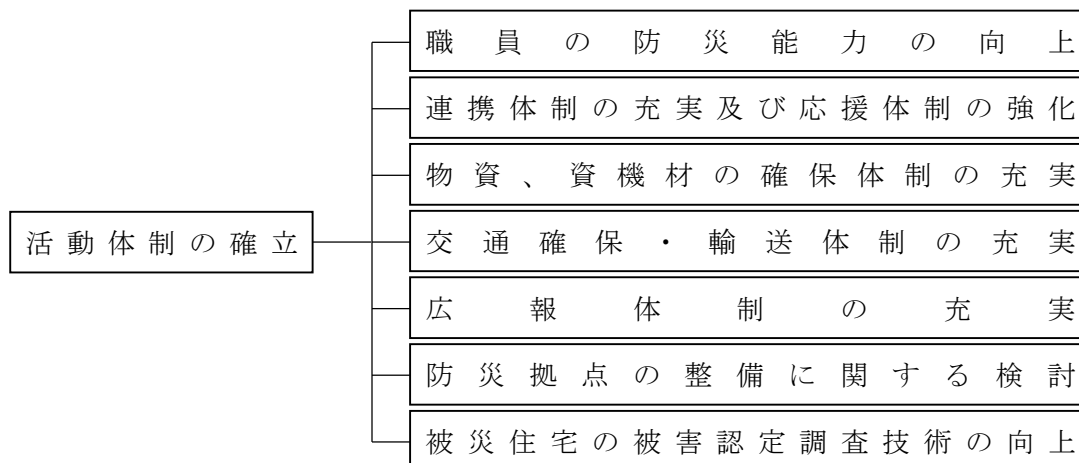 活動体制の確立
職員の防災能力の向上
連携体制の充実及び応援体制の強化
物資、資機材の確保体制の充実
交通確保・輸送体制の充実
広報体制の充実
防災拠点の整備に関する検討
被災住宅の被害認定調査技術の向上